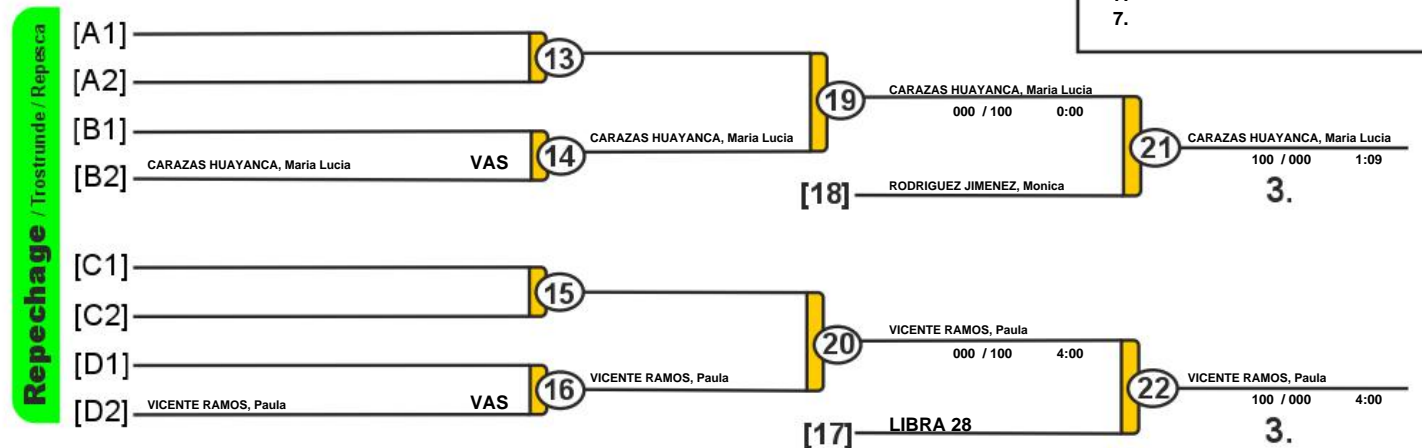 7.
Repechage / Trostrunde / Repesca
[A1]
13
[A2]
19
CARAZAS HUAYANCA, Maria Lucia
000 / 100 0:00
[B1]
14
CARAZAS HUAYANCA, Maria Lucia
21
CARAZAS HUAYANCA, Maria Lucia
100 / 000 1:09
3.
[B2]
CARAZAS HUAYANCA, Maria Lucia
VAS
[18]
RODRIGUEZ JIMENEZ, Monica
[C1]
15
[C2]
20
VICENTE RAMOS, Paula
000 / 100 4:00
[D1]
16
VICENTE RAMOS, Paula
22
VICENTE RAMOS, Paula
100 / 000 4:00
3.
[D2]
VICENTE RAMOS, Paula
VAS
[17]
LIBRA 28